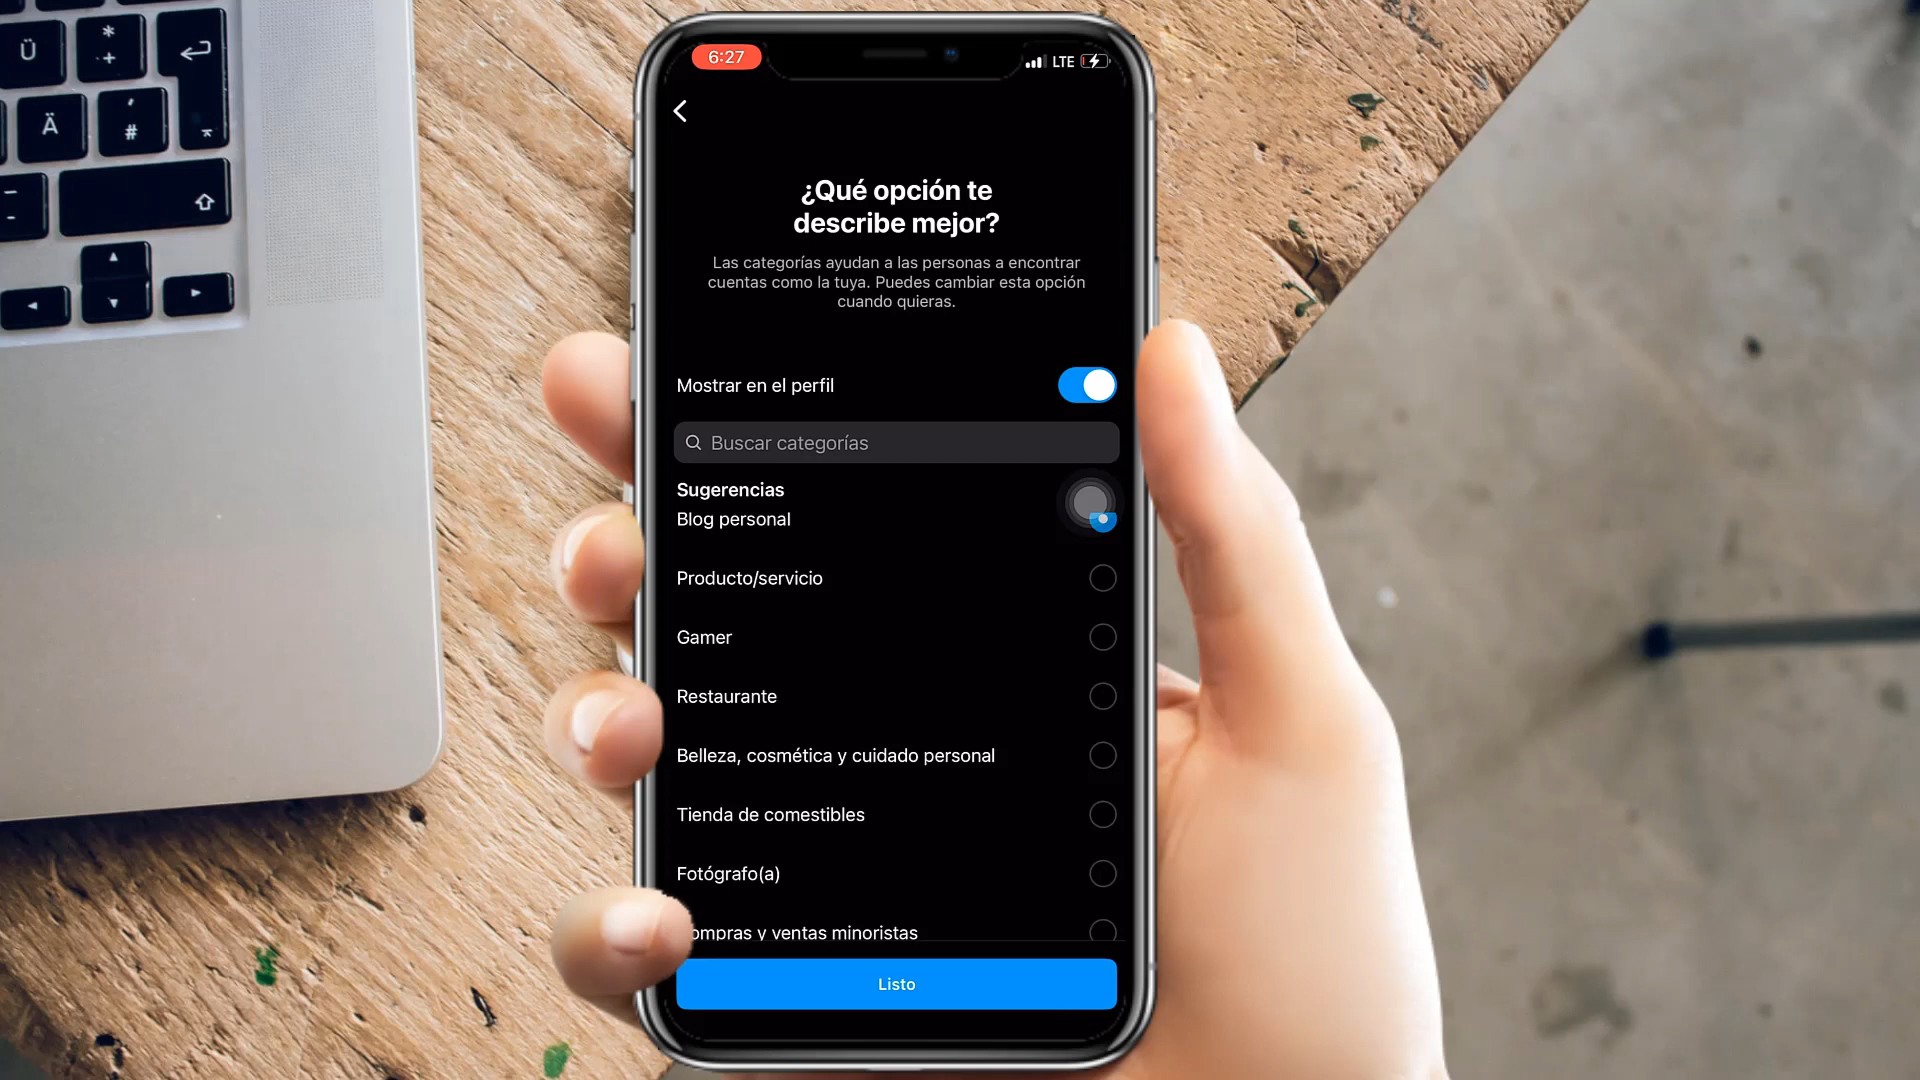 Ü
*
+
Ä
'
#
6:27
LTE
¿Qué opción te
describe mejor?
Las categorías ayudan a las personas a encontrar
cuentas como la tuya. Puedes cambiar esta opción
cuando quieras.
Mostrar en el perfil
Buscar categorías
Sugerencias
Blog personal
Producto/servicio
Gamer
Restaurante
Belleza, cosmética y cuidado personal
Tienda de comestibles
Fotógrafo(a)
ompras y ventas minoristas
Listo